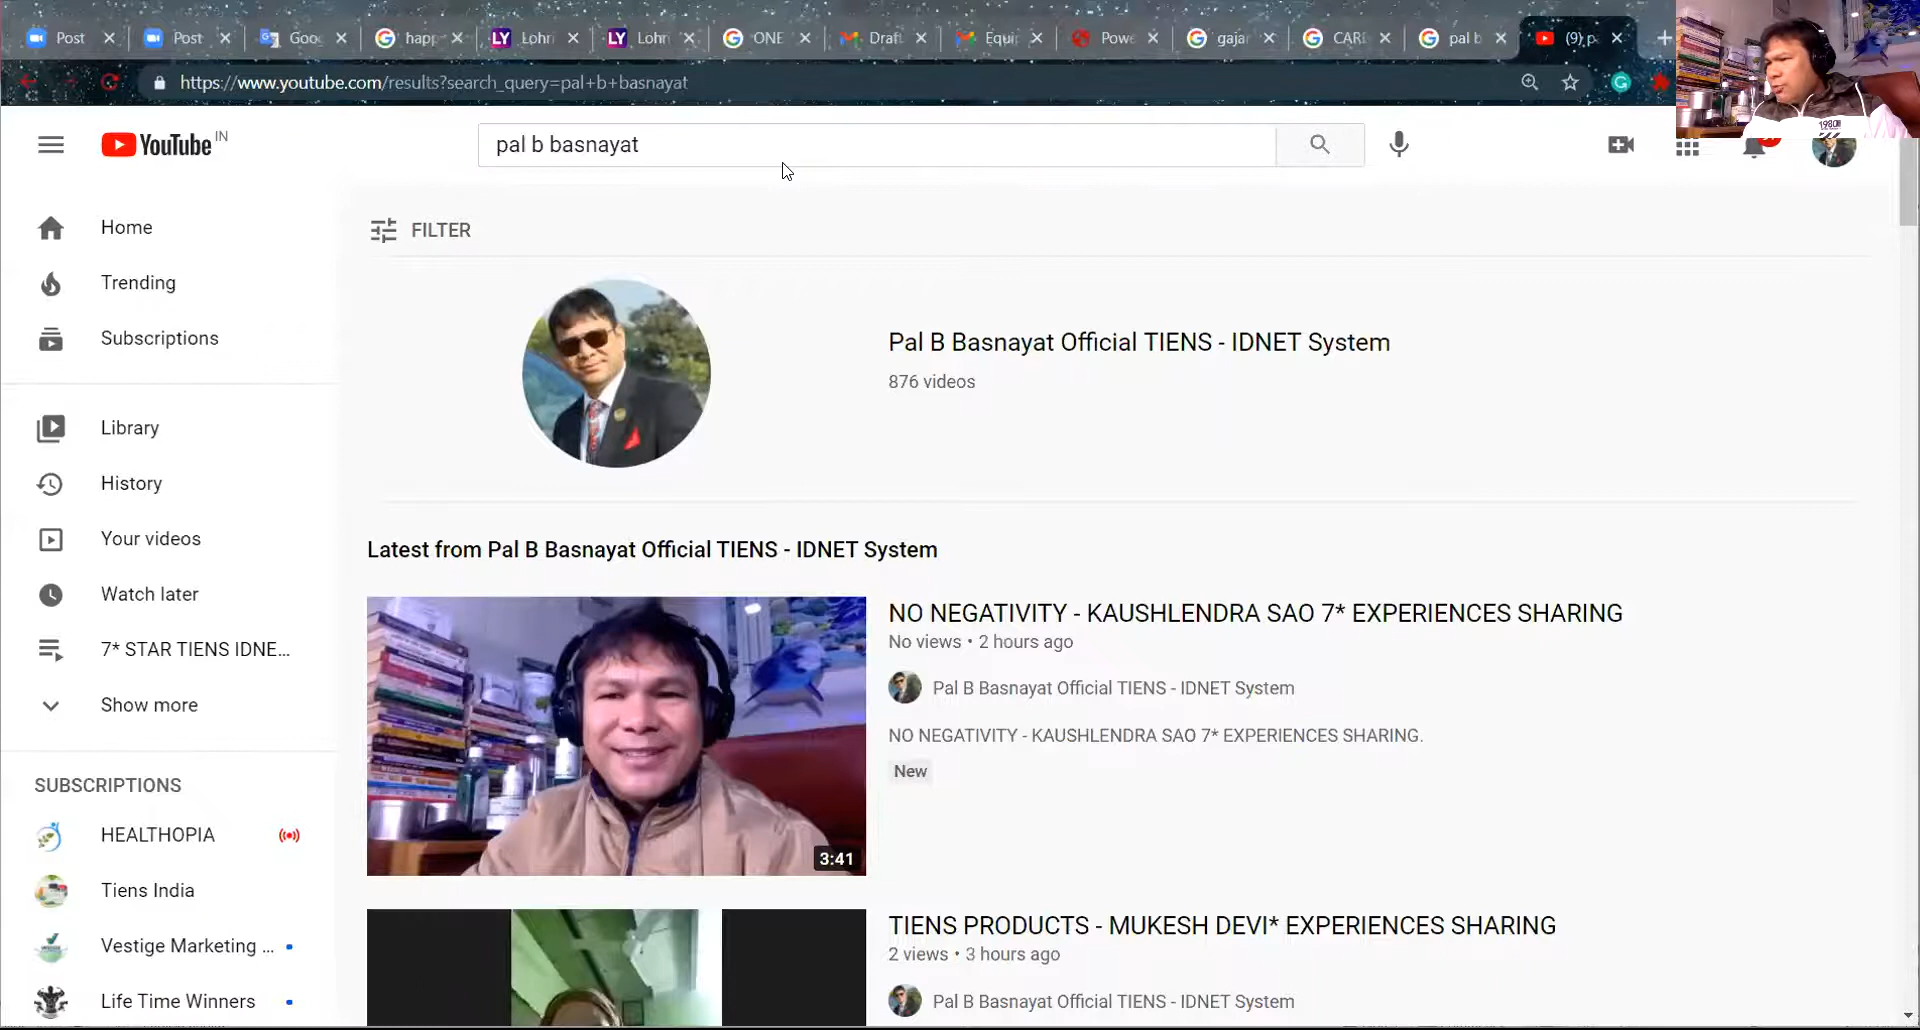 Post
Post
Goo
happ
Lohri
Lohri
ONE
Draft
Equi
Powe
gajar
CARD
pal b
(9) p
https://www.youtube.com/results?search_query=pal+b+basnayat
YouTube IN
pal b basnayat
FILTER
Home
Trending
Subscriptions
Library
History
Your videos
Watch later
7* STAR TIENS IDNE...
Show more
SUBSCRIPTIONS
HEALTHOPIA
Tiens India
Vestige Marketing ...
Life Time Winners
Pal B Basnayat Official TIENS - IDNET System
876 videos
Latest from Pal B Basnayat Official TIENS - IDNET System
3:41
NO NEGATIVITY - KAUSHLENDRA SAO 7* EXPERIENCES SHARING
No views • 2 hours ago
Pal B Basnayat Official TIENS - IDNET System
NO NEGATIVITY - KAUSHLENDRA SAO 7* EXPERIENCES SHARING.
New
TIENS PRODUCTS - MUKESH DEVI* EXPERIENCES SHARING
2 views • 3 hours ago
Pal B Basnayat Official TIENS - IDNET System